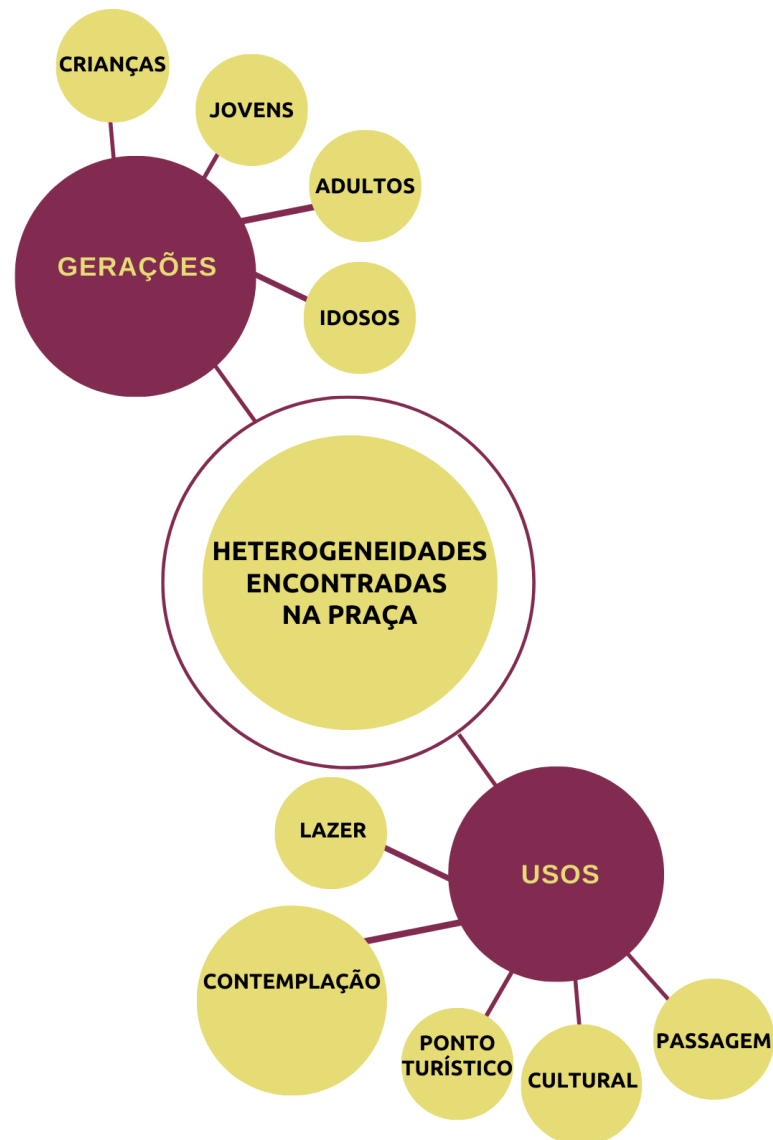 CRIANÇAS
JOVENS
ADULTOS
GERAÇÕES
IDOSOS
HETEROGENEIDADES
ENCONTRADAS
NA PRAÇA
LAZER
USOS
CONTEMPLAÇÃO
PONTO
TURÍSTICO
CULTURAL
PASSAGEM